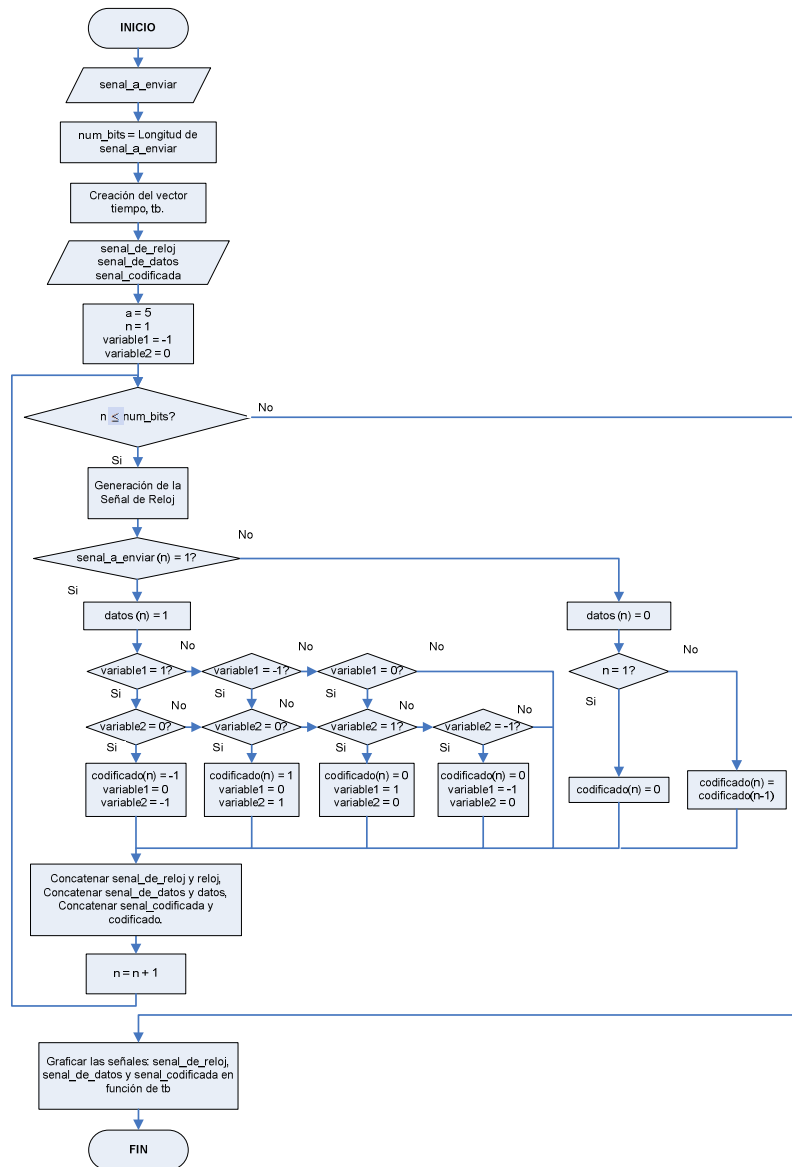 INICIO
senal_a_enviar
num_bits = Longitud de
senal_a_enviar
Creación del vector
tiempo, tb.
senal_de_reloj
senal_de_datos
senal_codificada
a = 5
n = 1
variable1 = -1
variable2 = 0
n ≤ num_bits?
No
Si
Generación de la
Señal de Reloj
No
senal_a_enviar (n) = 1?
Si
datos (n) = 1
datos (n) = 0
No
No
No
No
variable1 = 1?
variable1 = -1?
variable1 = 0?
n = 1?
Si
Si
Si
Si
No
No
No
No
variable2 = 0?
variable2 = 0?
variable2 = 1?
variable2 = -1?
Si
Si
Si
Si
codificado(n) = -1
variable1 = 0
variable2 = -1
codificado(n) = 1
variable1 = 0
variable2 = 1
codificado(n) = 0
variable1 = 1
variable2 = 0
codificado(n) = 0
variable1 = -1
variable2 = 0
codificado(n) = 0
codificado(n) =
codificado(n-1)
Concatenar senal_de_reloj y reloj,
Concatenar senal_de_datos y datos,
Concatenar senal_codificada y
codificado.
n = n + 1
Graficar las señales: senal_de_reloj,
senal_de_datos y senal_codificada en
función de tb
FIN